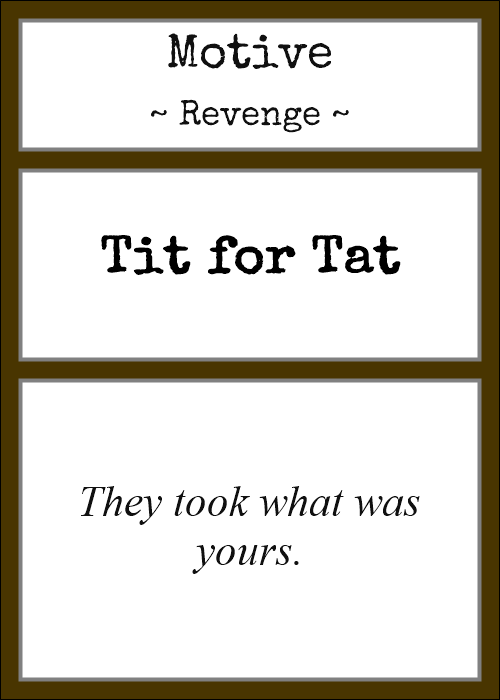 Motive
~ Revenge ~
Tit for Tat
They took what was
yours.